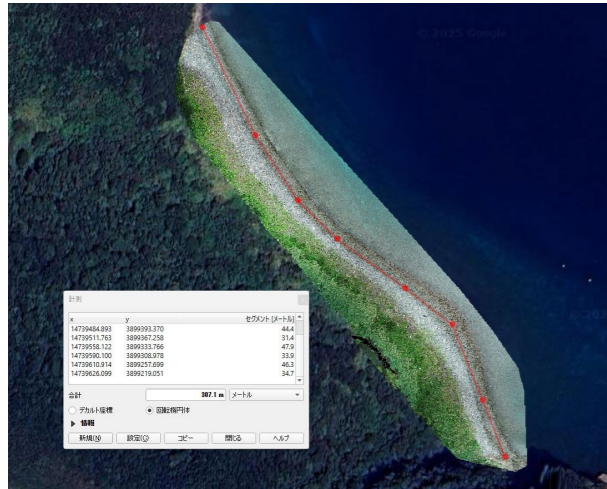 © 2025 Google
計測
x y セグメント [メートル]
14739484.893 3899393.370 44.4
14739511.763 3899367.258 31.4
14739558.122 3899333.766 47.9
14739590.100 3899308.978 33.9
14739610.914 3899257.699 46.3
14739626.099 3899219.051 34.7
合計 307.1 m メートル
デカルト座標 回転楕円体
情報
新規(N) 設定(O) コピー 閉じる ヘルプ